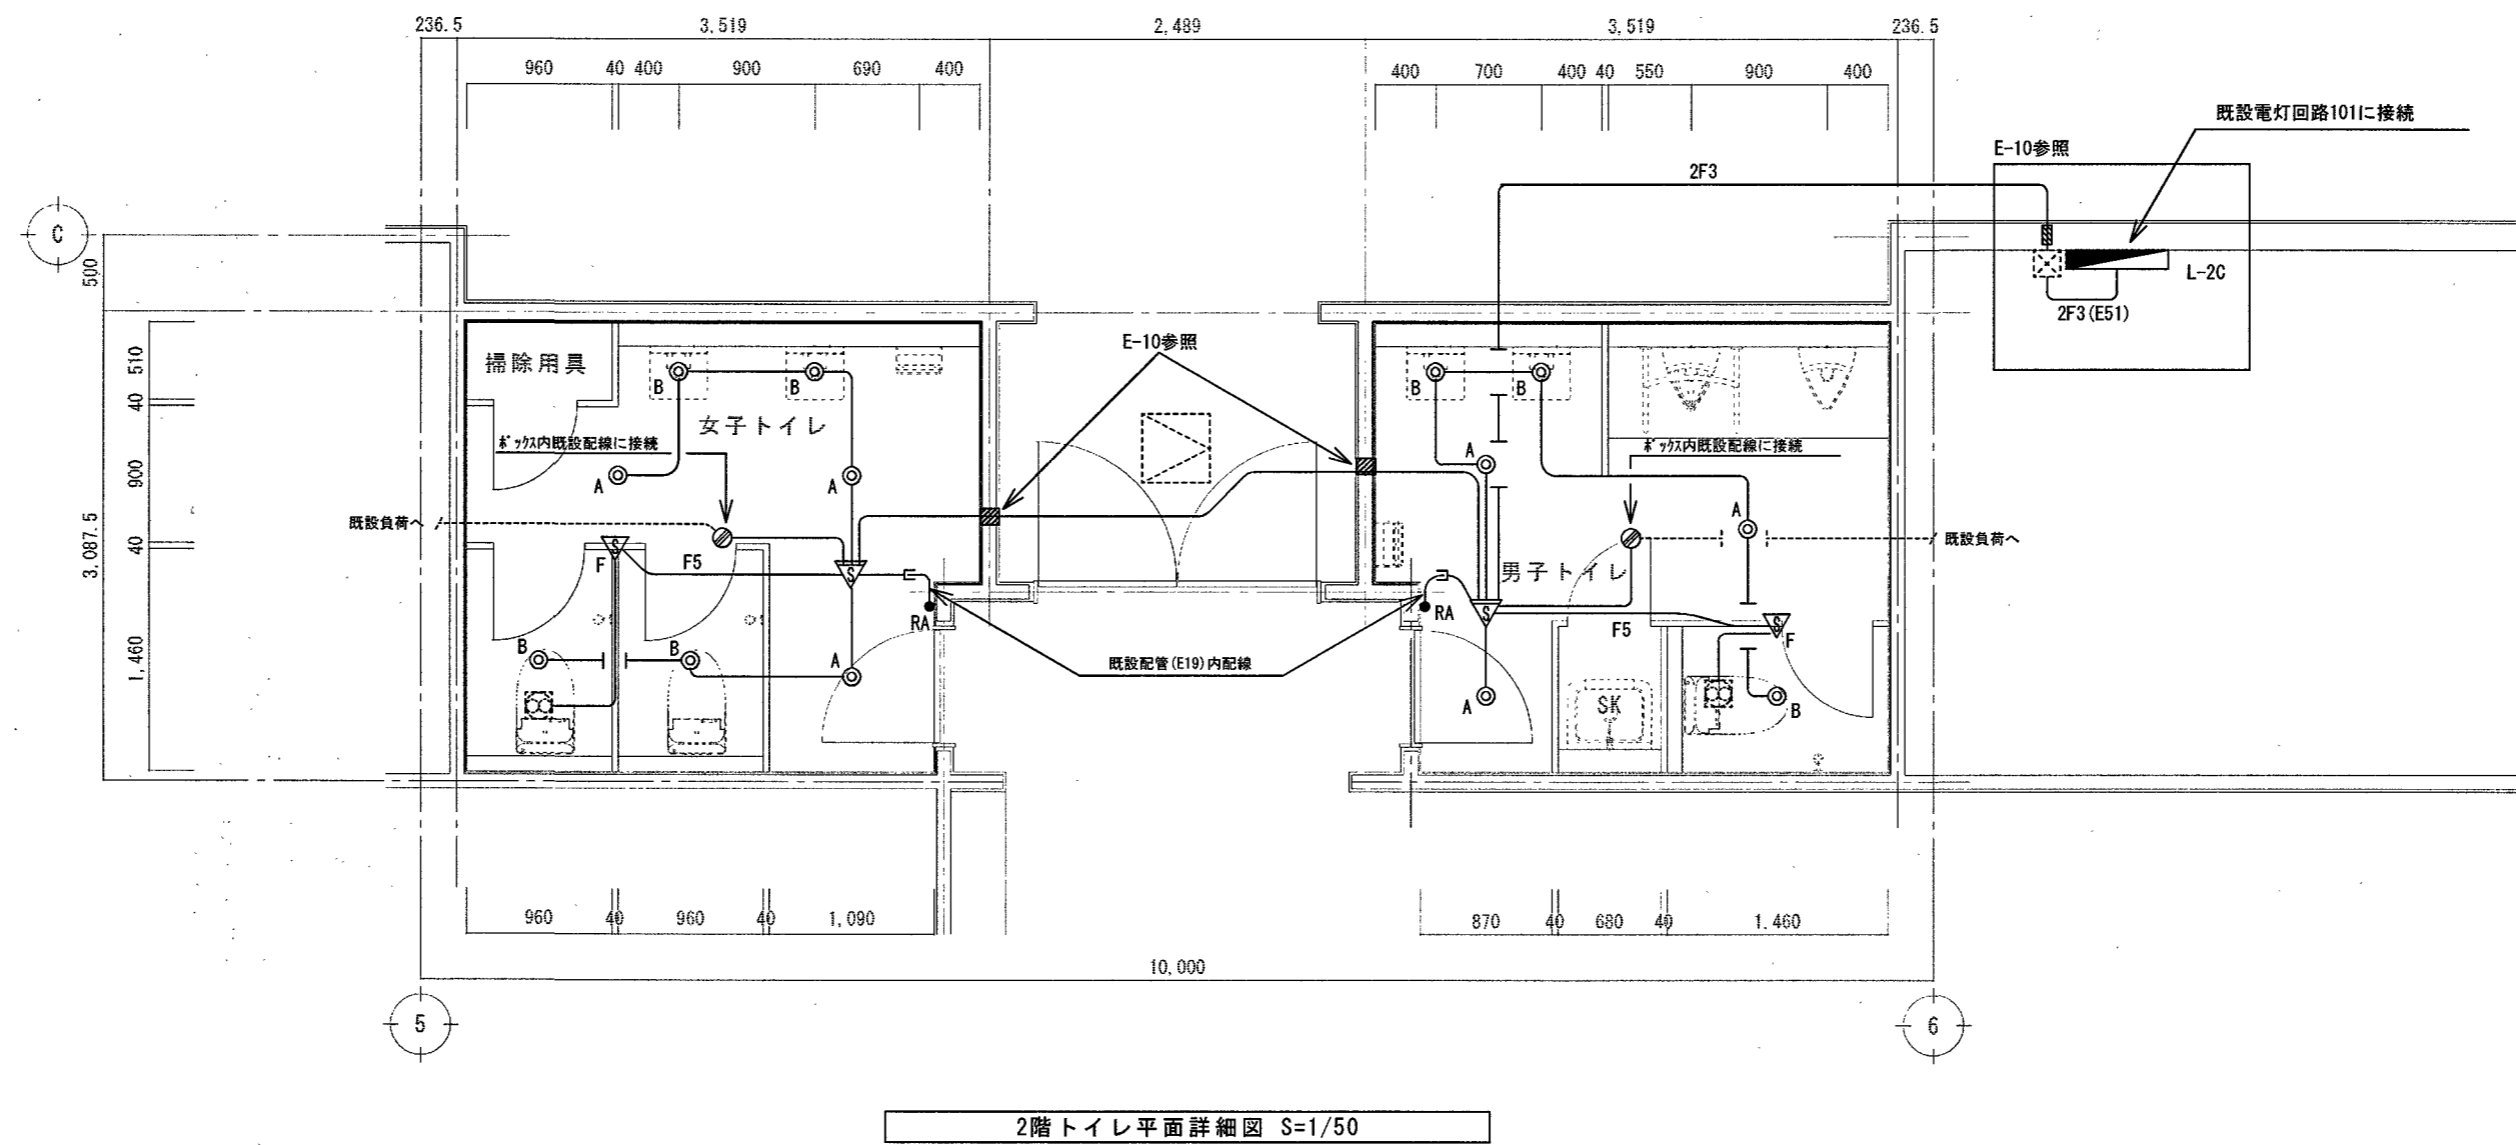 236.5 3,519 2,489 3,519 236.5
960 40 400 900 690 400 400 700 400 40 550 900 400
既設電灯回路101に接続
E-10参照
2F3
C
500
L-2C
2F3(E51)
E-10参照
510
40
900
40
1,460
3,087.5
掃除用具
B
B
女子トイレ
ボックス内既設配線に接続
A
A
既設負荷へ
S
F
F5
S
RA
B
B
A
B
B
A
ボックス内既設配線に接続
A
既設負荷へ
男子トイレ
RA
S
F5
S
F
既設配管(E19)内配線
A
SK
B
960 40 960 40 1,090 870 40 680 40 1.460
10,000
5
6
2階トイレ平面詳細図 S=1/50